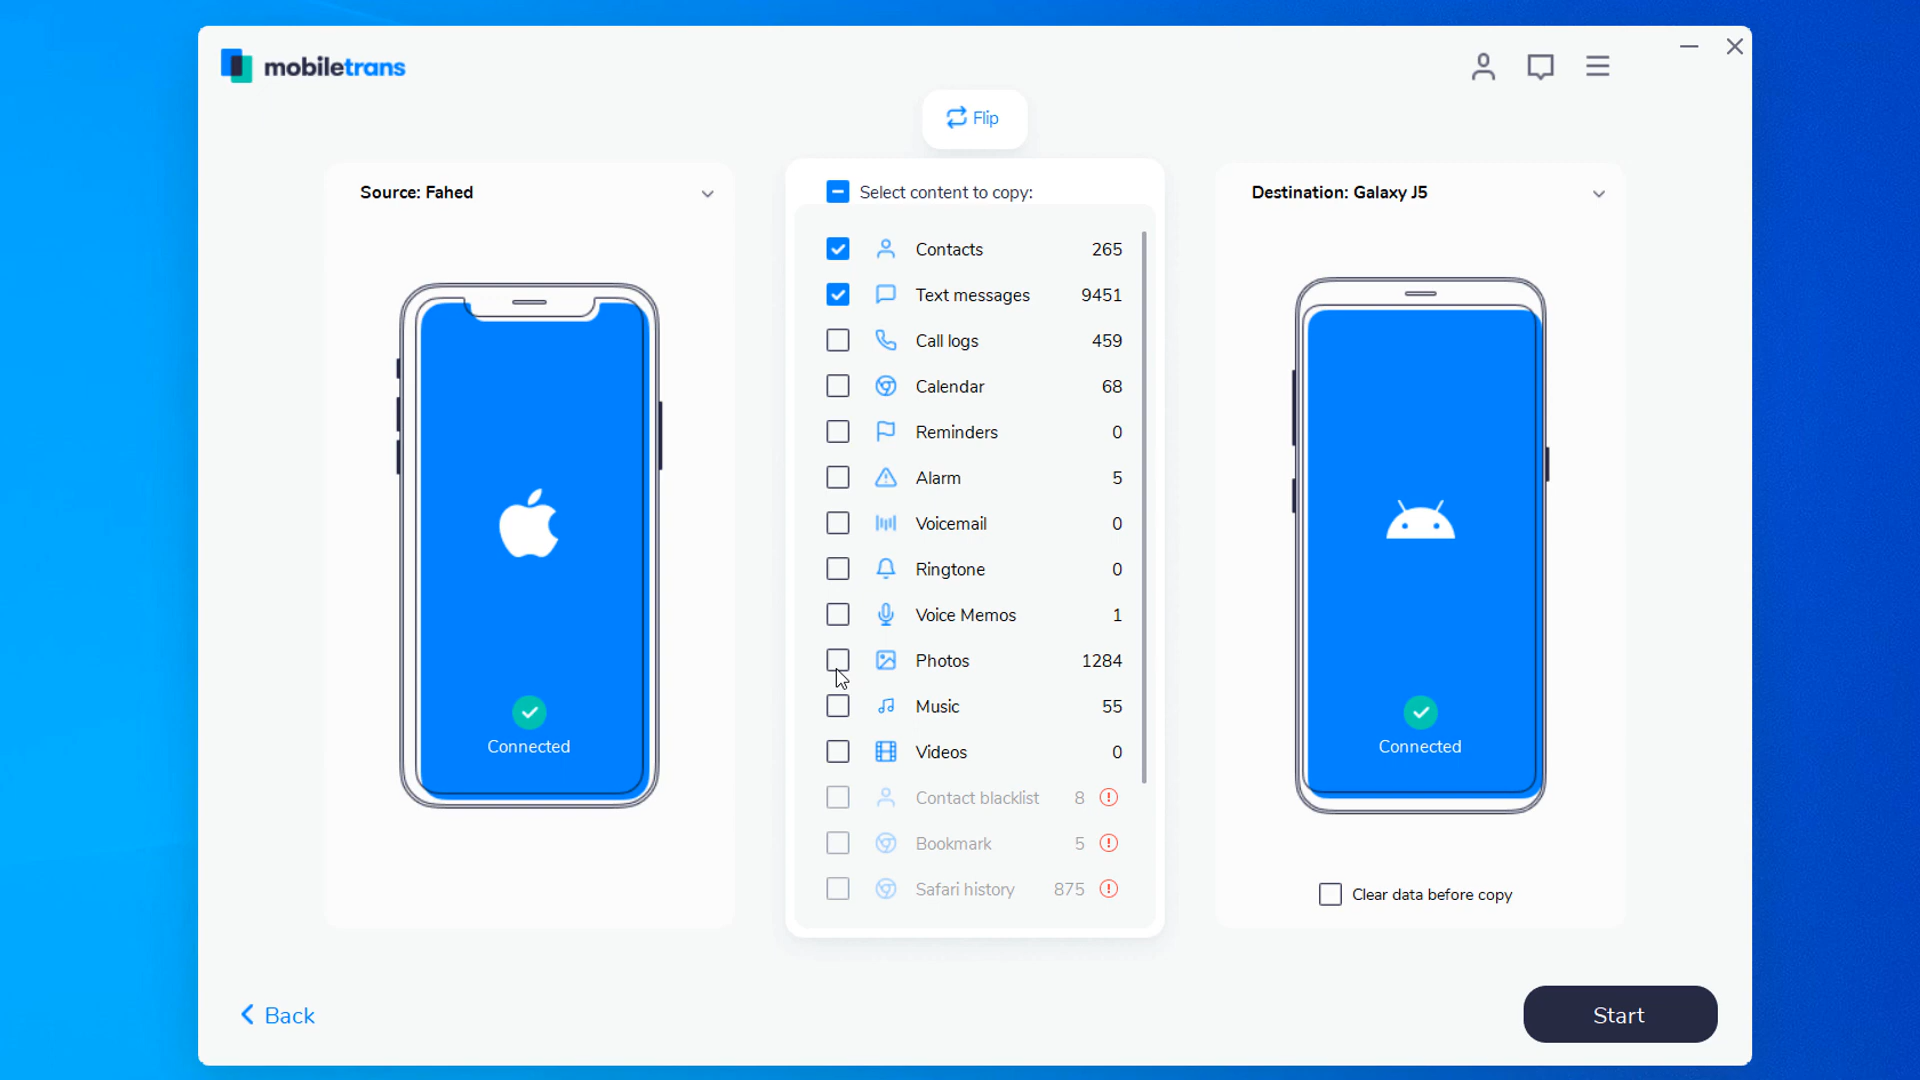 mobiletrans
Flip
Source: Fahed
Select content to copy:
Destination: Galaxy J5
Contacts 265
Text messages 9451
Call logs 459
Calendar 68
Reminders 0
Alarm 5
Voicemail 0
Ringtone 0
Voice Memos 1
Photos 1284
Music 55
Videos 0
Contact blacklist 8
Bookmark 5
Safari history 875
Connected
Connected
Clear data before copy
Back
Start